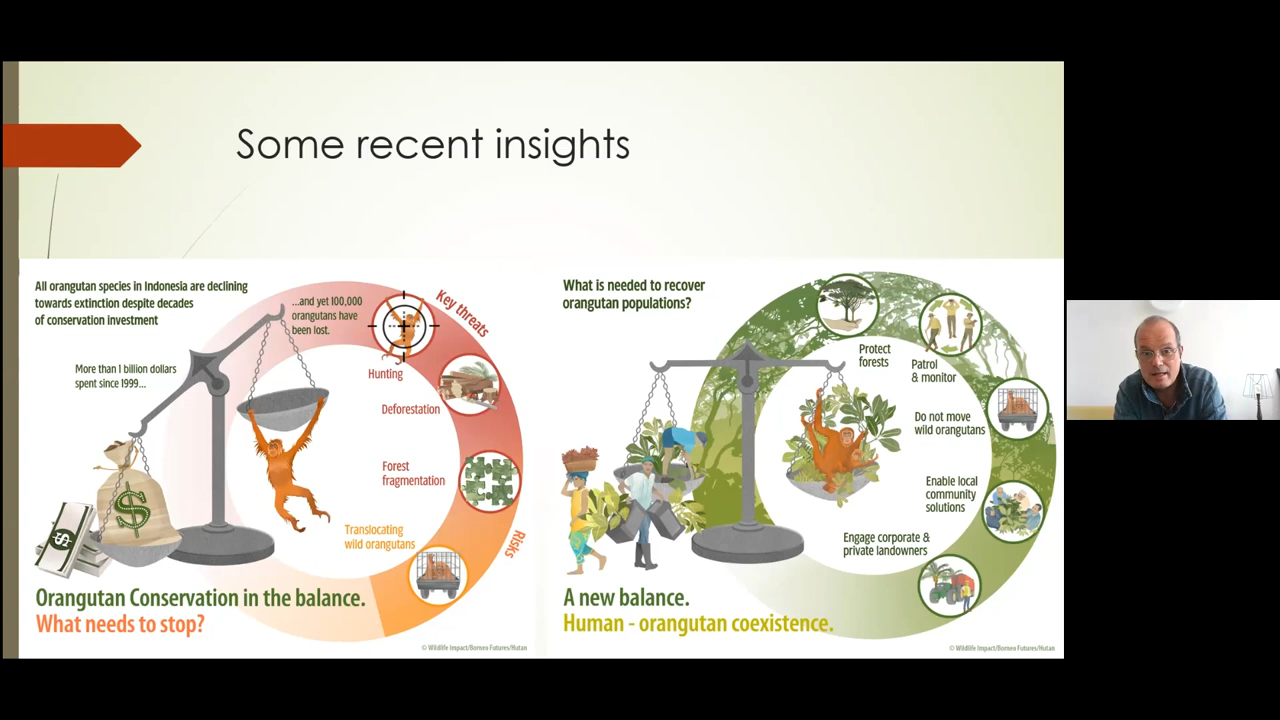 Some recent insights
All orangutan species in Indonesia are declining
towards extinction despite decades
of conservation investment
...and yet 100,000
orangutans have
been lost.
More than 1 billion dollars
spent since 1999...
Key threats
Hunting
Deforestation
Forest
fragmentation
Translocating
wild orangutans
Risks
$
$
Orangutan Conservation in the balance.
What needs to stop?
© Wildlife Impact/Borneo Futures/Hutan
What is needed to recover
orangutan populations?
Protect
forests
Patrol
& monitor
Do not move
wild orangutans
Enable local
community
solutions
Engage corporate &
private landowners
A new balance.
Human - orangutan coexistence.
© Wildlife Impact/Borneo Futures/Hutan